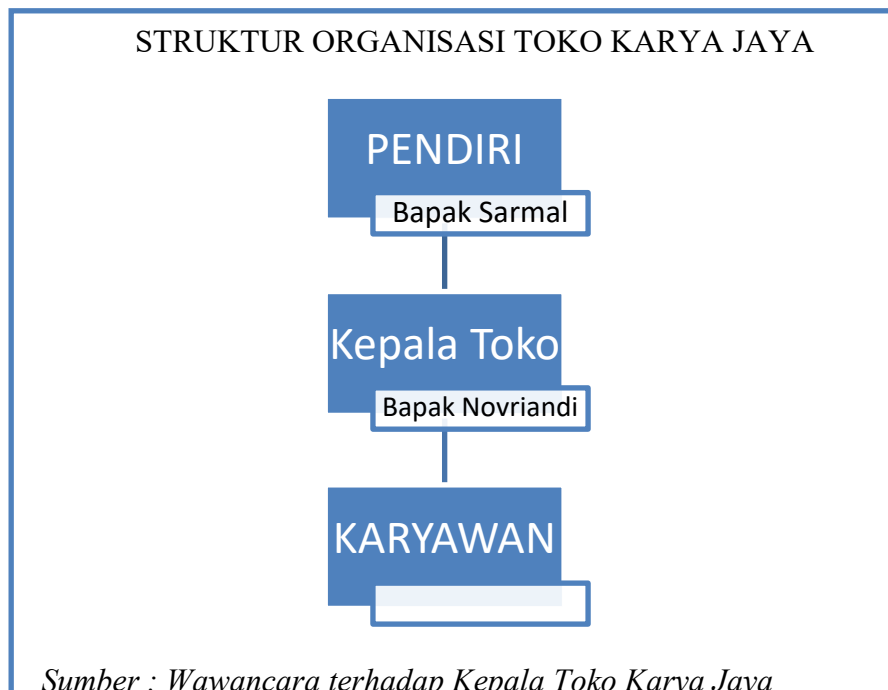 STRUKTUR ORGANISASI TOKO KARYA JAYA
PENDIRI
Bapak Sarmal
Kepala Toko
Bapak Novriandi
KARYAWAN
Sumber : Wawancara terhadap Kepala Toko Karya Jaya